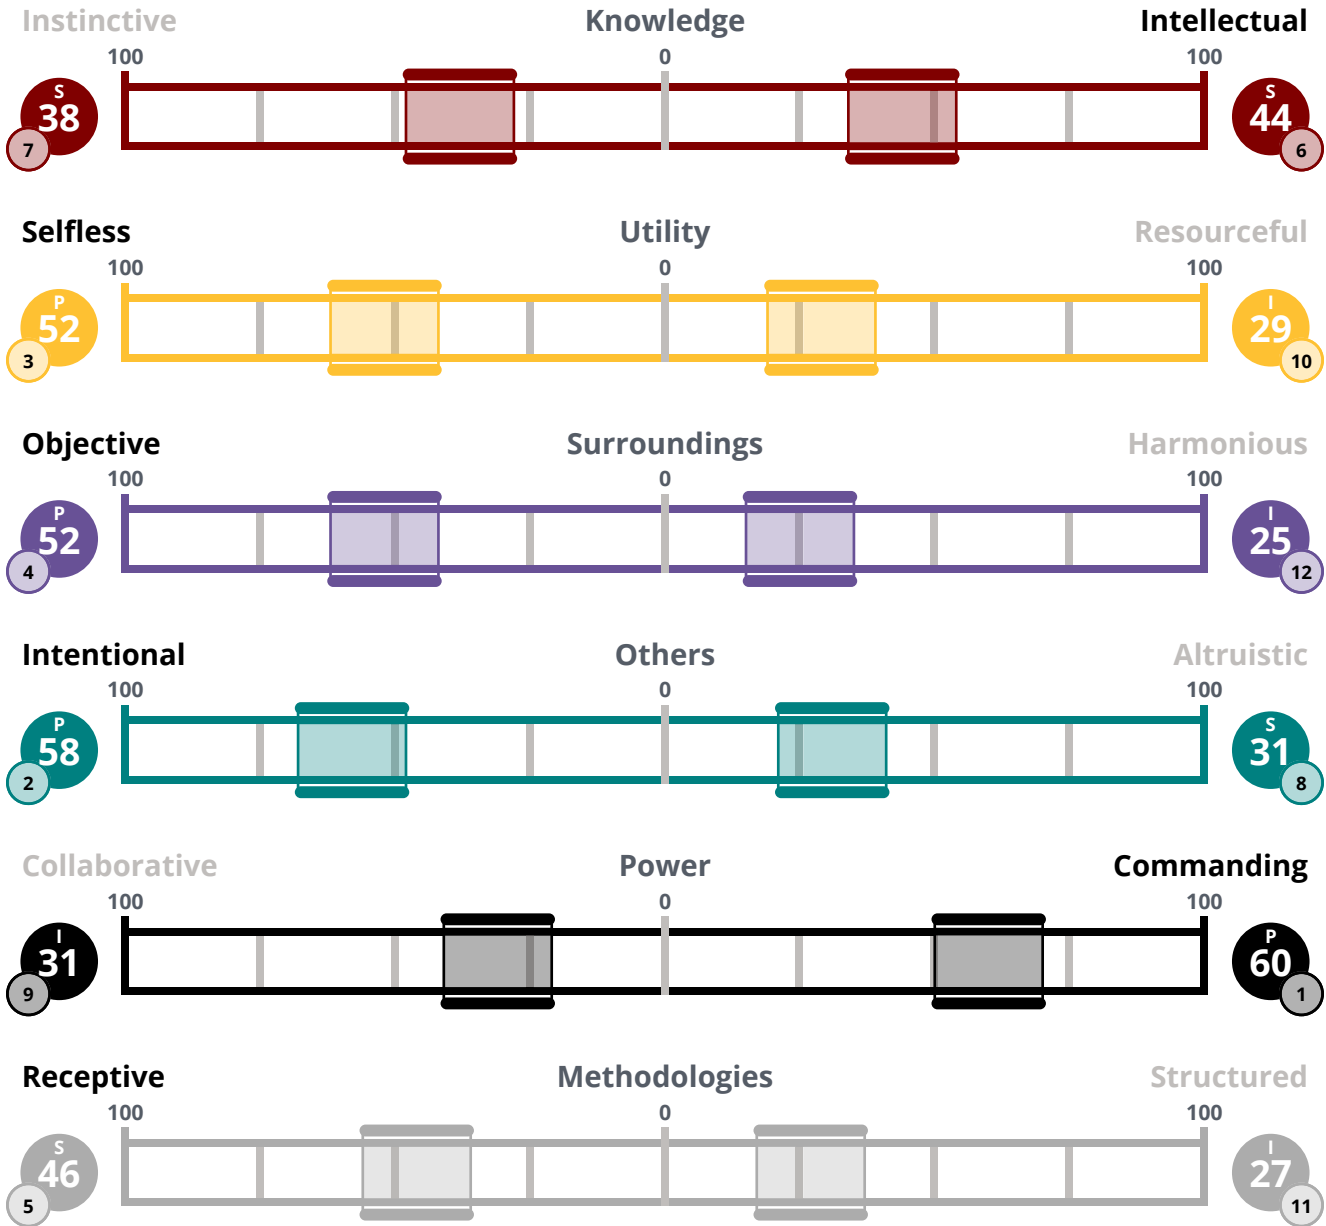 Instinctive Knowledge Intellectual
100 0 100
S 38 7 S 44 6
Selfless Utility Resourceful
100 0 100
P 52 3 I 29 10
Objective Surroundings Harmonious
100 0 100
P 52 4 I 25 12
Intentional Others Altruistic
100 0 100
P 58 2 S 31 8
Collaborative Power Commanding
100 0 100
I 31 9 P 60 1
Receptive Methodologies Structured
100 0 100
S 46 5 I 27 11